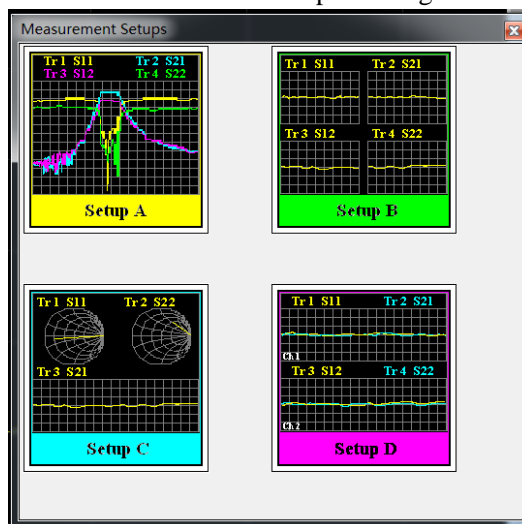 Measurement Setups
Tr 1 S11 Tr 2 S21
Tr 3 S12 Tr 4 S22
Setup A
Tr 1 S11 Tr 2 S21
Tr 3 S12 Tr 4 S22
Setup B
Tr 1 S11 Tr 2 S22
Tr 3 S21
Setup C
Tr 1 S11 Tr 2 S21
Ch1
Tr 3 S12 Tr 4 S22
Ch2
Setup D